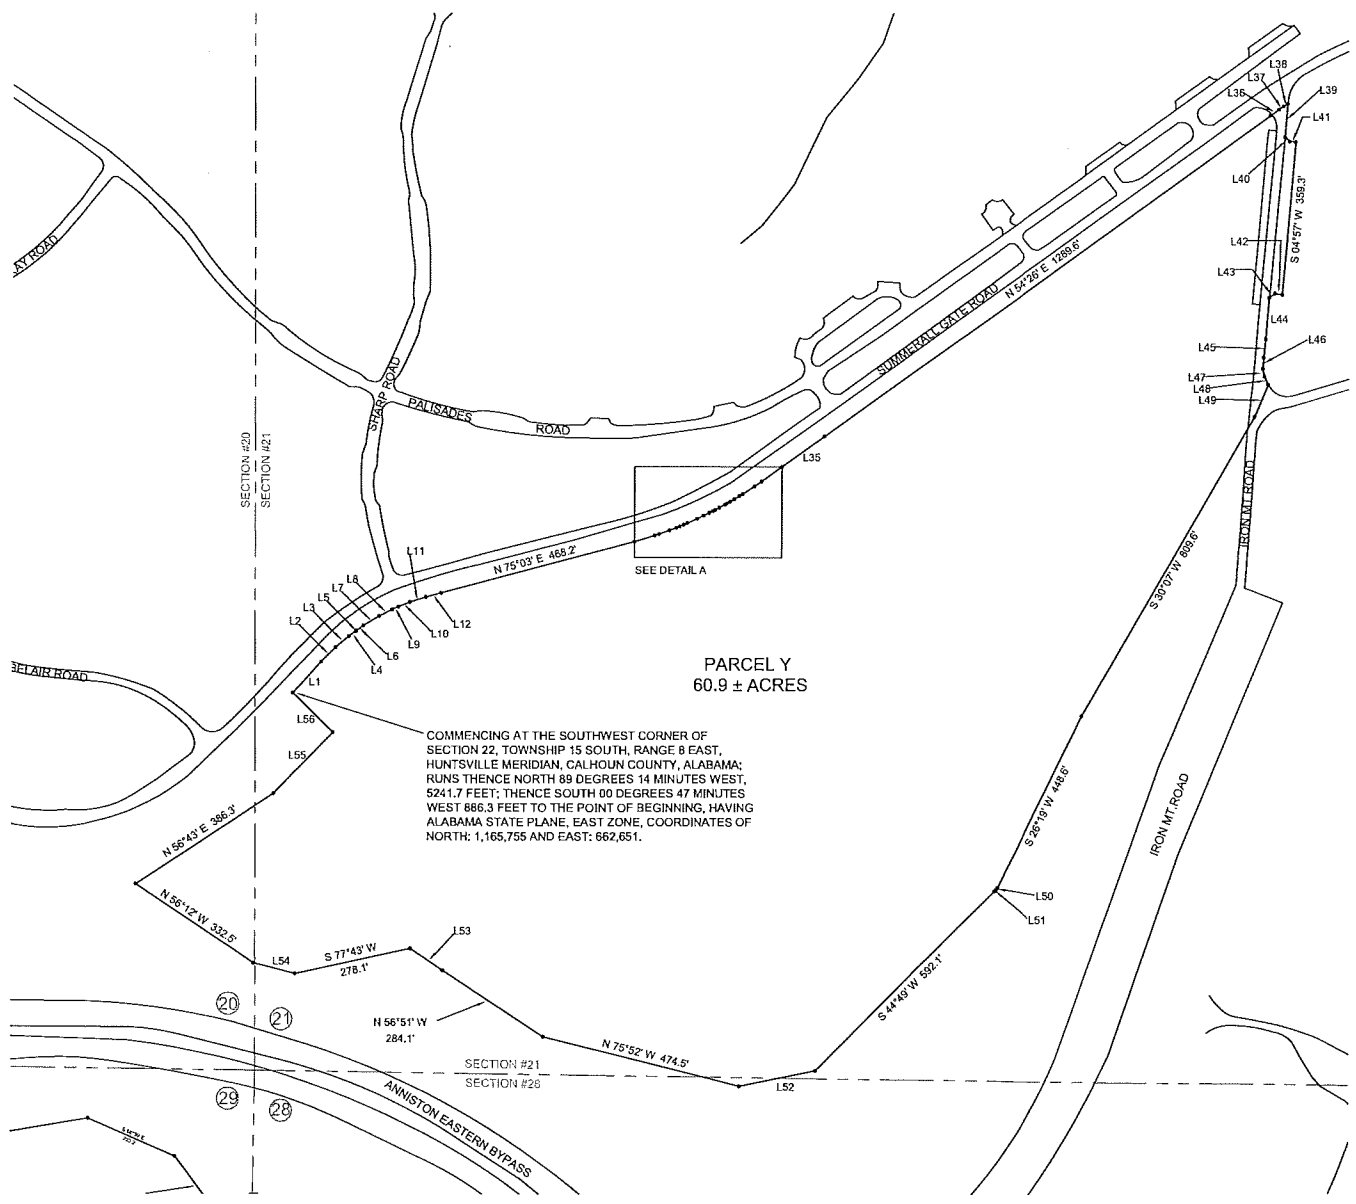 L38
L37
L36
L39
L41
L40
S 04°57' W 359.3'
L42
L43
L44
L45
L46
L47
L48
L49
N 54°26' E 1289.6'
SUMMERALL GATE ROAD
AY ROAD
SHARP ROAD
PALISADES
ROAD
SECTION #20
SECTION #21
L35
IRON MT. ROAD
SEE DETAIL A
N 75°03' E 468.2'
L11
L8
L7
L5
L3
L2
L12
L10
L9
L6
L4
L1
S 30°07' W 809.6'
PARCEL Y
60.9 ± ACRES
BELAIR ROAD
L56
L55
COMMENCING AT THE SOUTHWEST CORNER OF
SECTION 22, TOWNSHIP 15 SOUTH, RANGE 8 EAST,
HUNTSVILLE MERIDIAN, CALHOUN COUNTY, ALABAMA;
RUNS THENCE NORTH 89 DEGREES 14 MINUTES WEST,
5241.7 FEET; THENCE SOUTH 00 DEGREES 47 MINUTES
WEST 886.3 FEET TO THE POINT OF BEGINNING, HAVING
ALABAMA STATE PLANE, EAST ZONE, COORDINATES OF
NORTH: 1,165,755 AND EAST: 662,651.
N 56°43' E 386.3'
S 26°19' W 448.6'
IRON MT. ROAD
L50
L51
N 56°12' W 332.5'
L54
S 77°43' W
278.1'
L53
S 44°49' W 592.1'
N 56°51' W
284.1'
20
21
N 75°52' W 474.5'
SECTION #21
SECTION #28
L52
29
28
ANNISTON EASTERN BYPASS